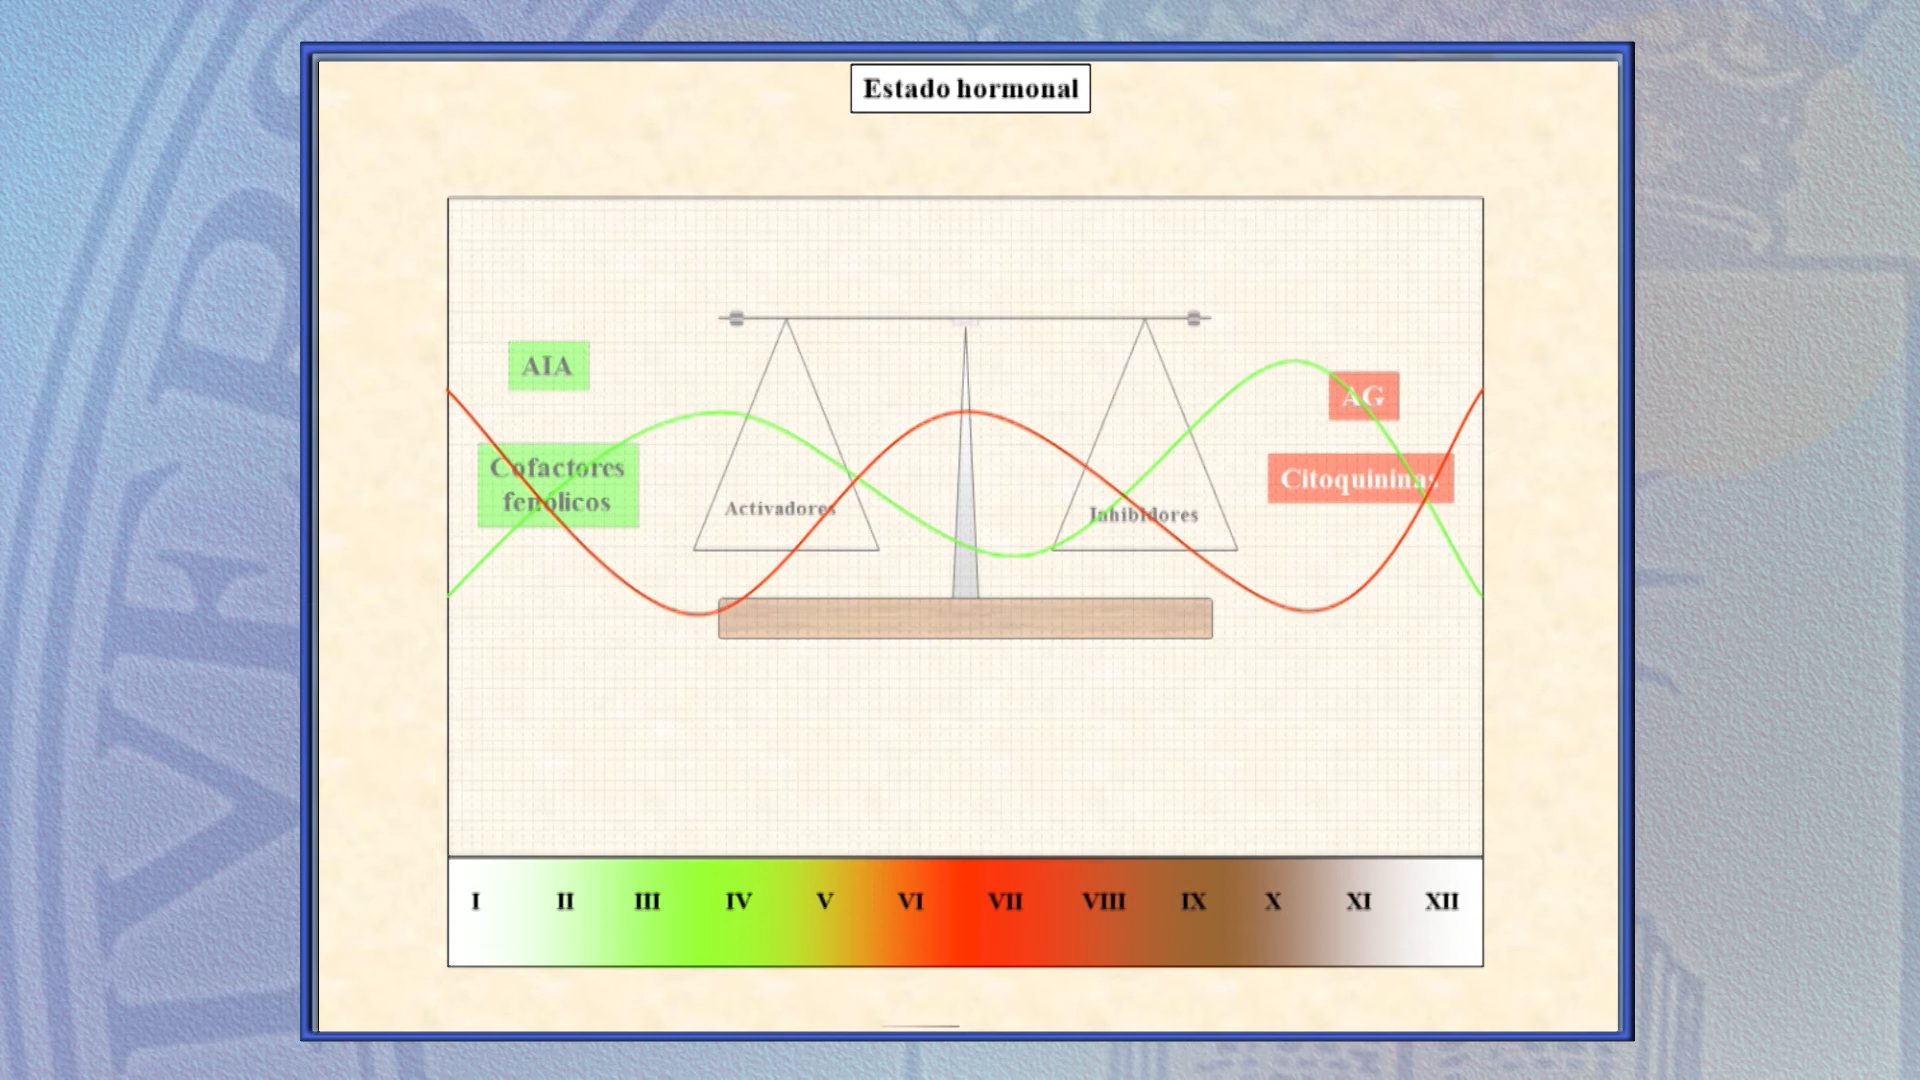 Estado hormonal
AIA
AG
Cofactores
fenólicos
Citoquininas
Activadores
Inhibidores
I II III IV V VI VII VIII IX X XI XII